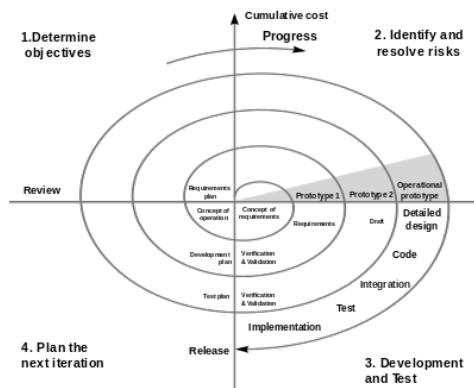 Cumulative cost
1.Determine
objectives
Progress
2. Identify and
resolve risks
Review
Requirements
plan
Prototype 1
Prototype 2
Operational
prototype
Concept of
operation
Concept of
requirements
Requirements
Draft
Detailed
design
Development
plan
Verification
& Validation
Code
Integration
Test plan
Verification
& Validation
Test
Implementation
4. Plan the
next iteration
Release
3. Development
and Test